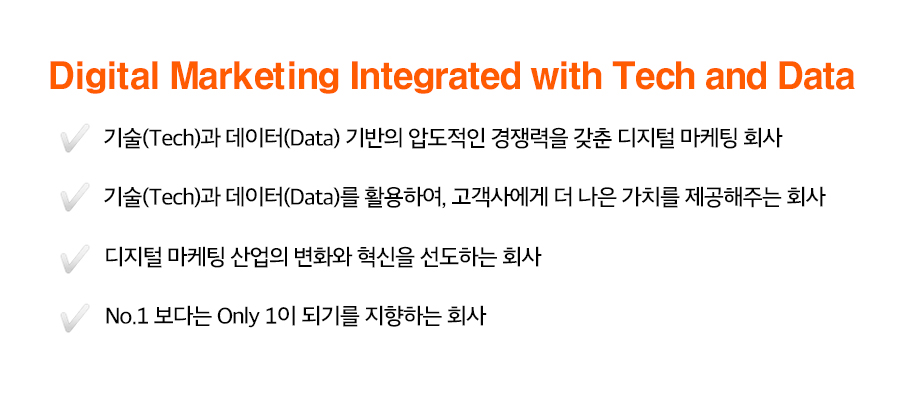 Digital Marketing Integrated with Tech and Data
기술(Tech)과 데이터(Data) 기반의 압도적인 경쟁력을 갖춘 디지털 마케팅 회사
기술(Tech)과 데이터(Data)를 활용하여, 고객사에게 더 나은 가치를 제공해주는 회사
디지털 마케팅 산업의 변화와 혁신을 선도하는 회사
No.1 보다는 Only 1이 되기를 지향하는 회사